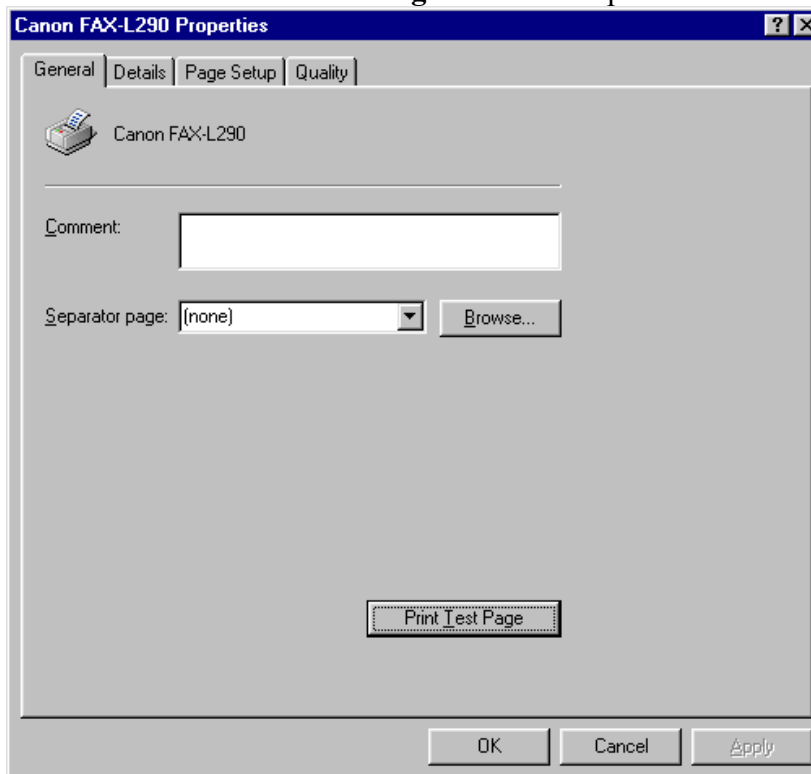 Canon FAX-L290 Properties
General Details Page Setup Quality
Canon FAX-L290
Comment:
Separator page: (none) Browse...
Print Test Page
OK Cancel Apply